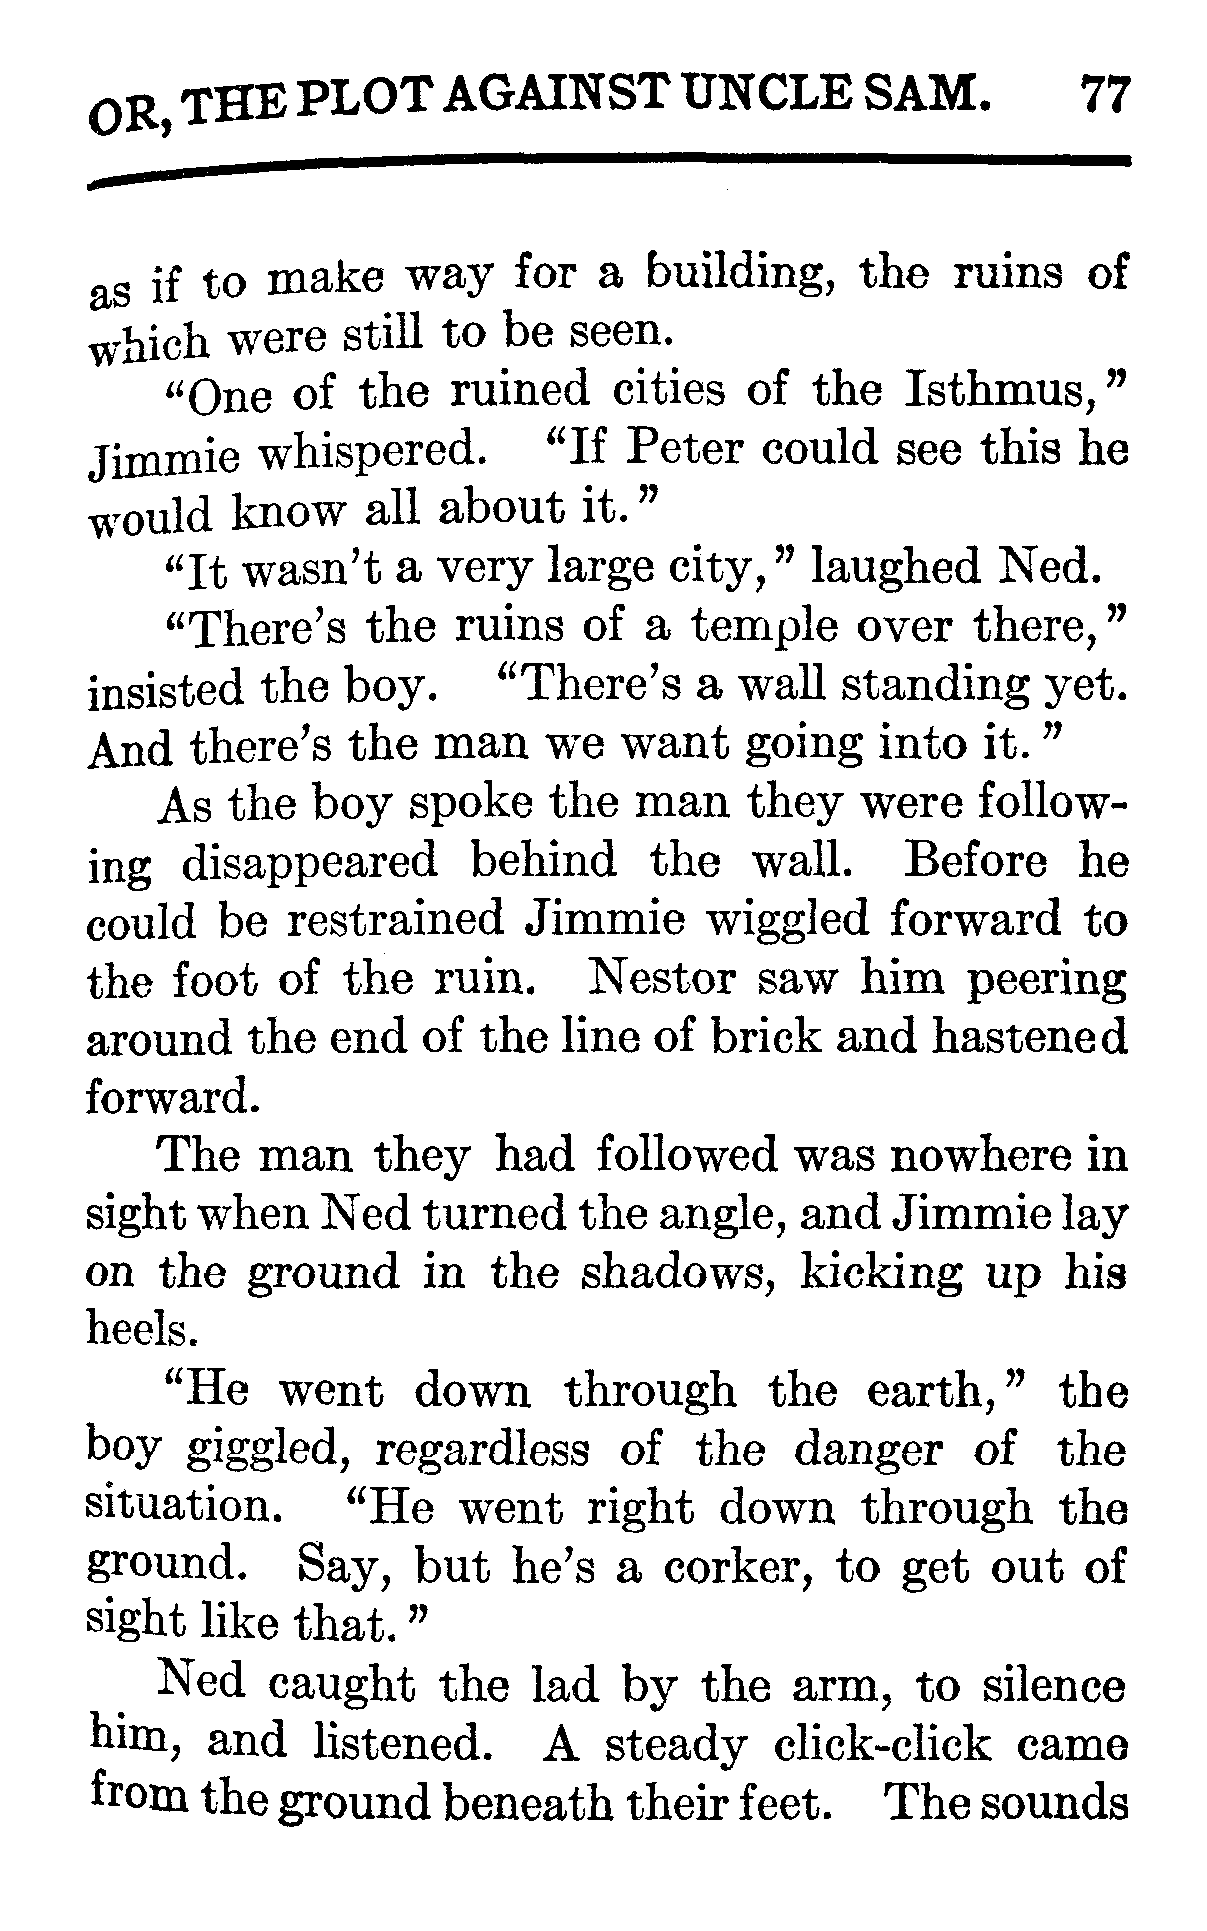 OR, THE PLOT AGAINST UNCLE SAM. 77
as if to make way for a building, the ruins of
which were still to be seen.
“One of the ruined cities of the Isthmus,”
Jimmie whispered. “If Peter could see this he
would know all about it.”
“It wasn’t a very large city,” laughed Ned.
“There’s the ruins of a temple over there,”
insisted the boy. “There’s a wall standing yet.
And there’s the man we want going into it.”
As the boy spoke the man they were follow-
ing disappeared behind the wall. Before he
could be restrained Jimmie wiggled forward to
the foot of the ruin. Nestor saw him peering
around the end of the line of brick and hastened
forward.
The man they had followed was nowhere in
sight when Ned turned the angle, and Jimmie lay
on the ground in the shadows, kicking up his
heels.
“He went down through the earth,” the
boy giggled, regardless of the danger of the
situation. “He went right down through the
ground. Say, but he’s a corker, to get out of
sight like that.”
Ned caught the lad by the arm, to silence
him, and listened. A steady click-click came
from the ground beneath their feet. The sounds